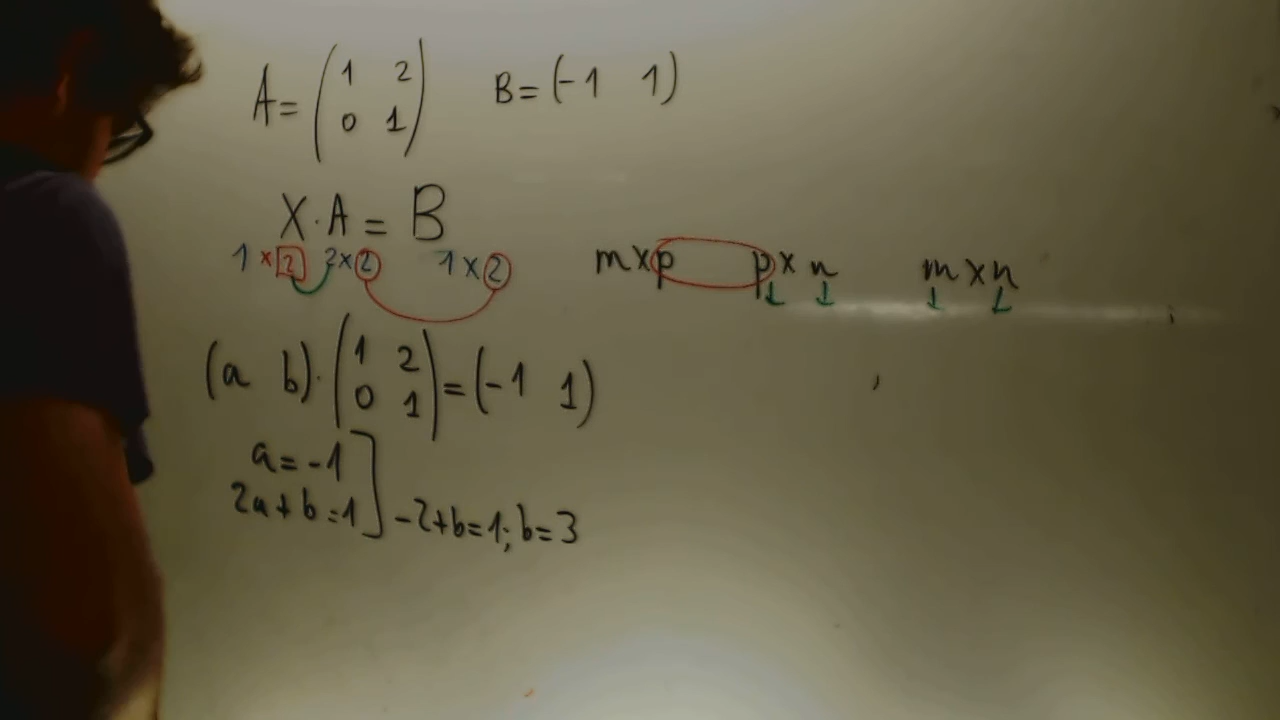 A = ( 1 2 B = (-1 1)
0 1 )
X · A = B
1 × 2 2×2 1 × 2 m×p p× n m×n
(a b) · ( 1 2 = (-1 1)
0 1 )
a = -1
2a + b = 1 ] -2+b=1; b=3